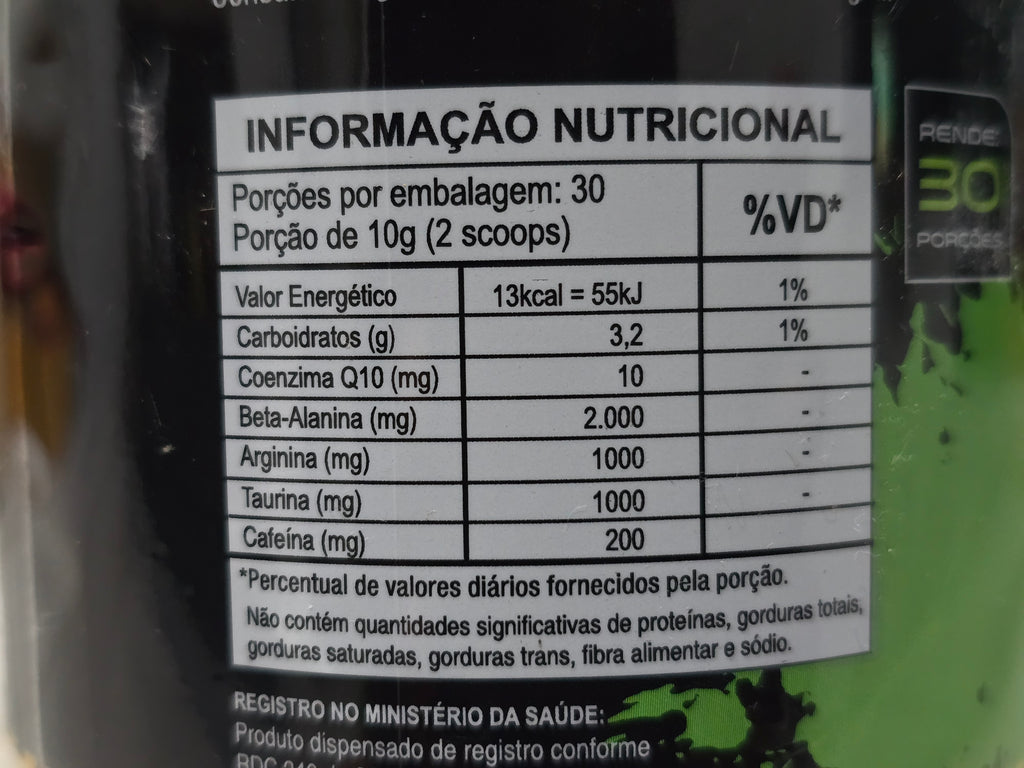 INFORMAÇÃO NUTRICIONAL
Porções por embalagem: 30
Porção de 10g (2 scoops)
%VD*
Valor Energético 13kcal = 55kJ 1%
Carboidratos (g) 3,2 1%
Coenzima Q10 (mg) 10 -
Beta-Alanina (mg) 2.000 -
Arginina (mg) 1000 -
Taurina (mg) 1000 -
Cafeína (mg) 200
*Percentual de valores diários fornecidos pela porção.
Não contém quantidades significativas de proteínas, gorduras totais,
gorduras saturadas, gorduras trans, fibra alimentar e sódio.
REGISTRO NO MINISTÉRIO DA SAÚDE:
Produto dispensado de registro conforme
RDC
RENDE:
30
PORÇÕES